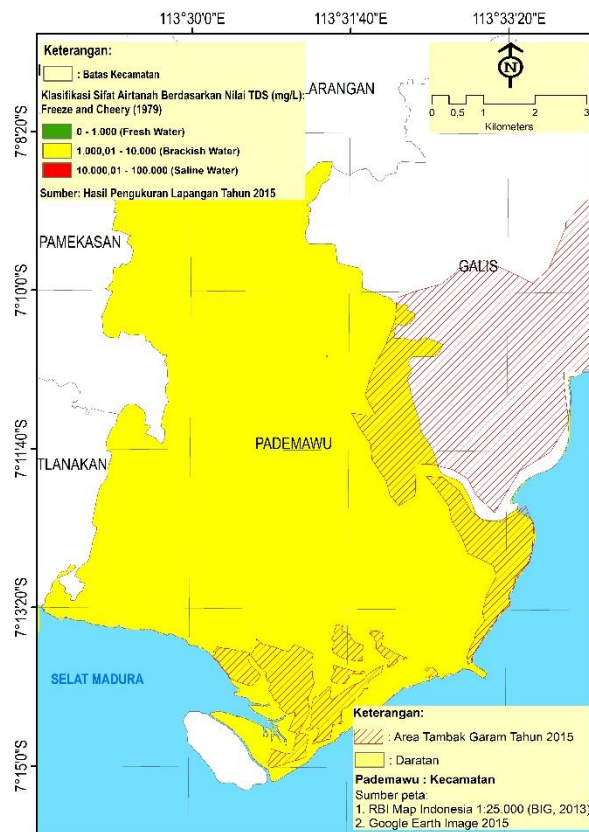 113°30'0"E 113°31'40"E 113°33'20"E
Keterangan:
: Batas Kecamatan
Klasifikasi Sifat Airtanah Berdasarkan Nilai TDS (mg/L):
Freeze and Cheery (1979)
0 - 1.000 (Fresh Water)
1.000,01 - 10.000 (Brackish Water)
10.000,01 - 100.000 (Saline Water)
Sumber: Hasil Pengukuran Lapangan Tahun 2015
N
0 0,5 1 2 3
Kilometers
ARANGAN
PAMEKASAN
GALIS
PADEMAWU
TLANAKAN
SELAT MADURA
7°8'20"S
7°10'0"S
7°11'40"S
7°13'20"S
7°15'0"S
Keterangan:
: Area Tambak Garam Tahun 2015
: Daratan
Pademawu : Kecamatan
Sumber peta:
1. RBI Map Indonesia 1:25.000 (BIG, 2013)
2. Google Earth Image 2015